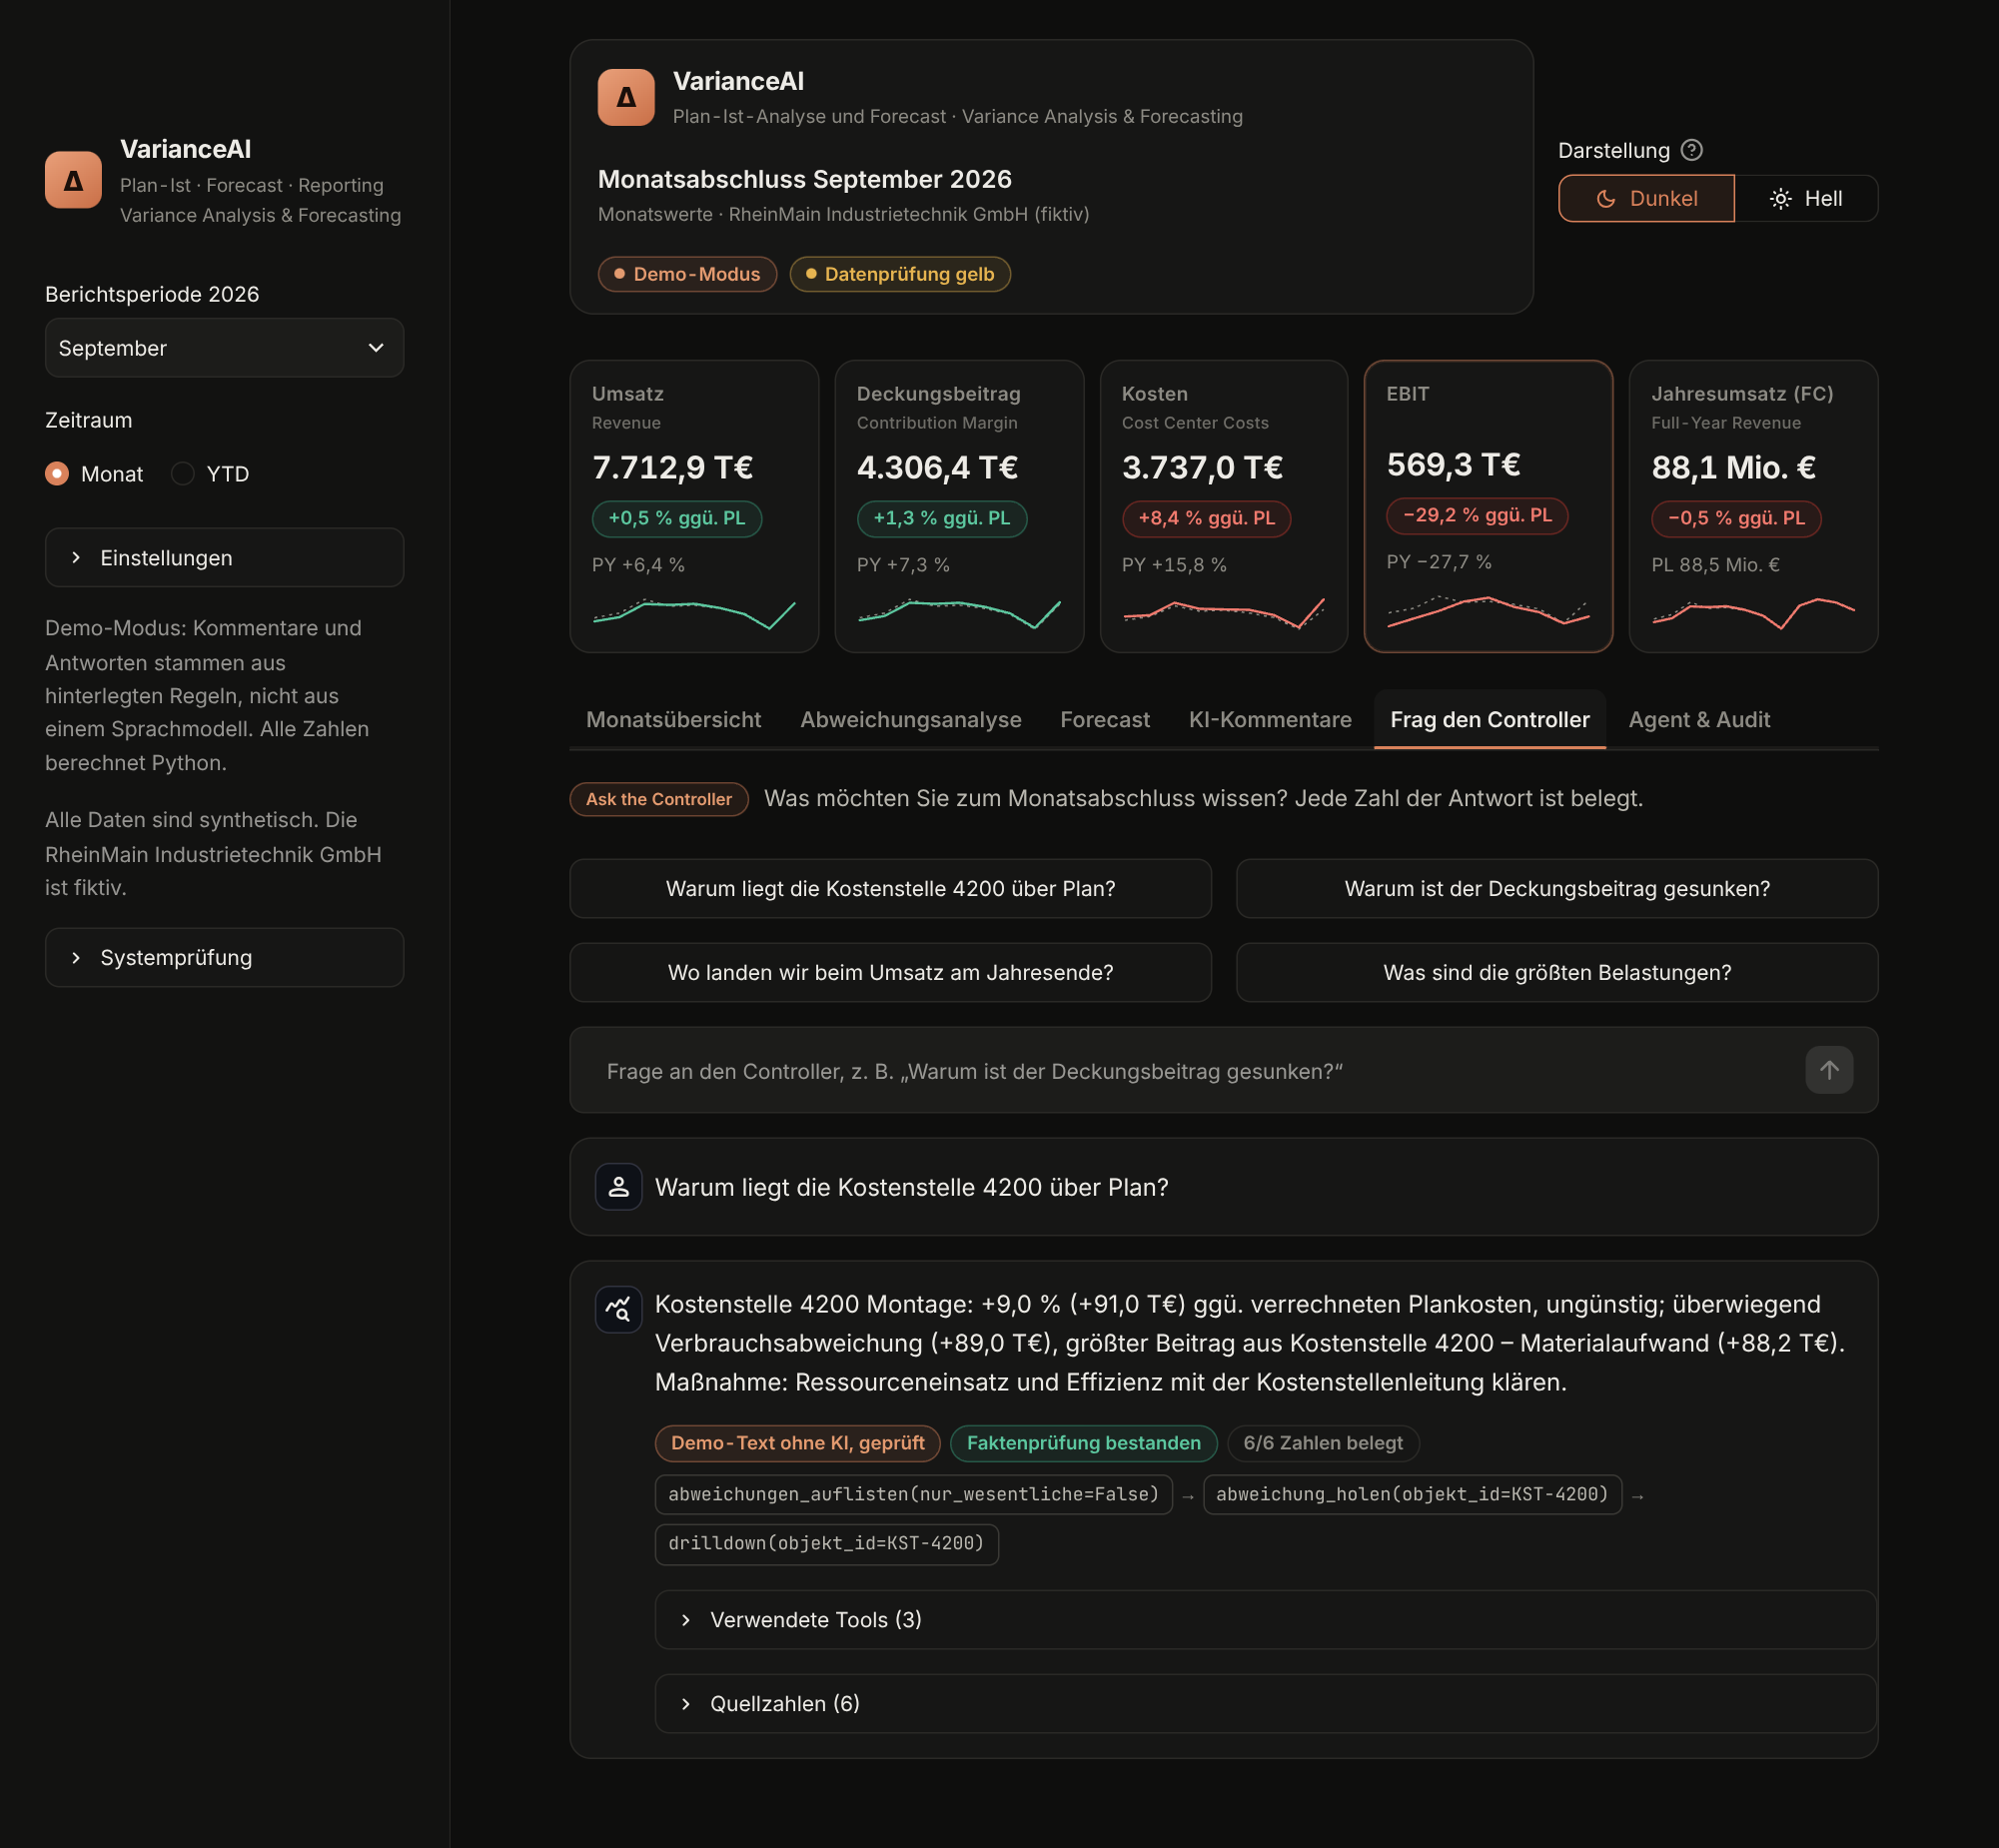 VarianceAI
Plan-Ist · Forecast · Reporting
Variance Analysis & Forecasting
Berichtsperiode 2026
September
Zeitraum
Monat
YTD
Einstellungen
Demo-Modus: Kommentare und
Antworten stammen aus
hinterlegten Regeln, nicht aus
einem Sprachmodell. Alle Zahlen
berechnet Python.
Alle Daten sind synthetisch. Die
RheinMain Industrietechnik GmbH
ist fiktiv.
Systemprüfung
VarianceAI
Plan-Ist-Analyse und Forecast · Variance Analysis & Forecasting
Monatsabschluss September 2026
Monatswerte · RheinMain Industrietechnik GmbH (fiktiv)
Demo-Modus
Datenprüfung gelb
Darstellung
Dunkel
Hell
Umsatz
Revenue
7.712,9 T€
+0,5 % ggü. PL
PY +6,4 %
Deckungsbeitrag
Contribution Margin
4.306,4 T€
+1,3 % ggü. PL
PY +7,3 %
Kosten
Cost Center Costs
3.737,0 T€
+8,4 % ggü. PL
PY +15,8 %
EBIT
569,3 T€
−29,2 % ggü. PL
PY −27,7 %
Jahresumsatz (FC)
Full-Year Revenue
88,1 Mio. €
−0,5 % ggü. PL
PL 88,5 Mio. €
Monatsübersicht
Abweichungsanalyse
Forecast
KI-Kommentare
Frag den Controller
Agent & Audit
Ask the Controller
Was möchten Sie zum Monatsabschluss wissen? Jede Zahl der Antwort ist belegt.
Warum liegt die Kostenstelle 4200 über Plan?
Warum ist der Deckungsbeitrag gesunken?
Wo landen wir beim Umsatz am Jahresende?
Was sind die größten Belastungen?
Frage an den Controller, z. B. „Warum ist der Deckungsbeitrag gesunken?“
Warum liegt die Kostenstelle 4200 über Plan?
Kostenstelle 4200 Montage: +9,0 % (+91,0 T€) ggü. verrechneten Plankosten, ungünstig; überwiegend
Verbrauchsabweichung (+89,0 T€), größter Beitrag aus Kostenstelle 4200 – Materialaufwand (+88,2 T€).
Maßnahme: Ressourceneinsatz und Effizienz mit der Kostenstellenleitung klären.
Demo-Text ohne KI, geprüft
Faktenprüfung bestanden
6/6 Zahlen belegt
abweichungen_auflisten(nur_wesentliche=False) → abweichung_holen(objekt_id=KST-4200) →
drilldown(objekt_id=KST-4200)
Verwendete Tools (3)
Quellzahlen (6)